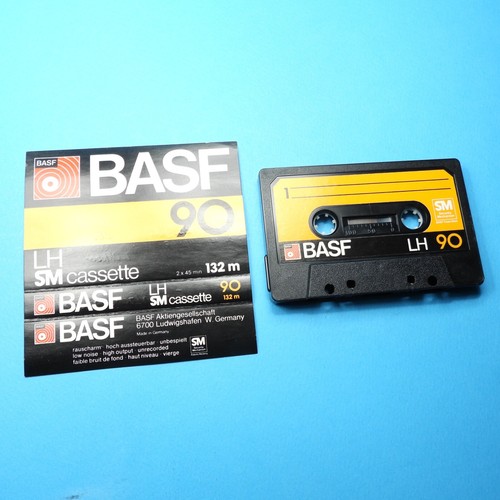 BASF
BASF
90
LH
SM cassette
2 x 45 min 132 m
BASF
LH
SM cassette
90
132 m
BASF
BASF Aktiengesellschaft
6700 Ludwigshafen W. Germany
Made in Germany
rauscharm · hoch aussteuerbar · unbespielt
low noise · high output · unrecorded
faible bruit de fond · haut niveau · vierge
SM
1
SM
BASF
LH 90